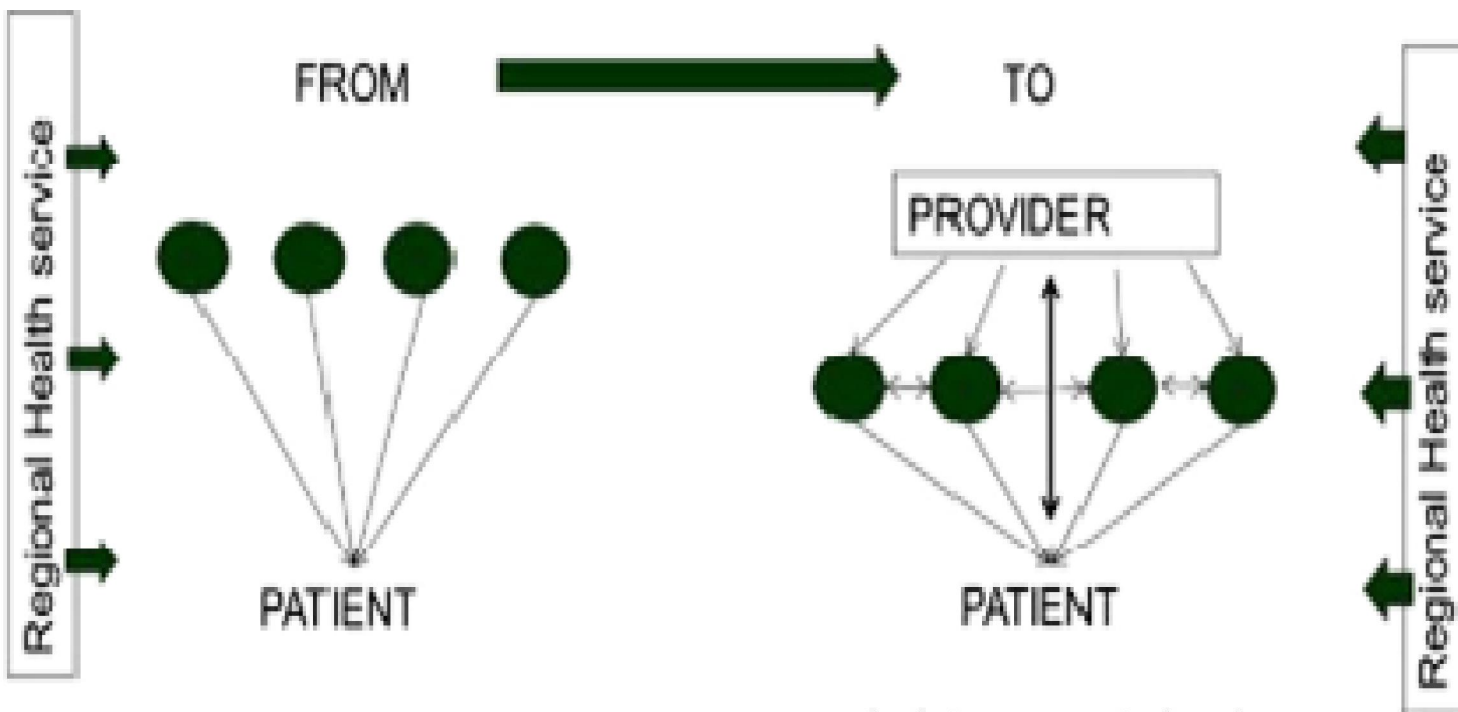 Regional Health service
FROM
TO
PROVIDER
PATIENT
PATIENT
Regional Health service